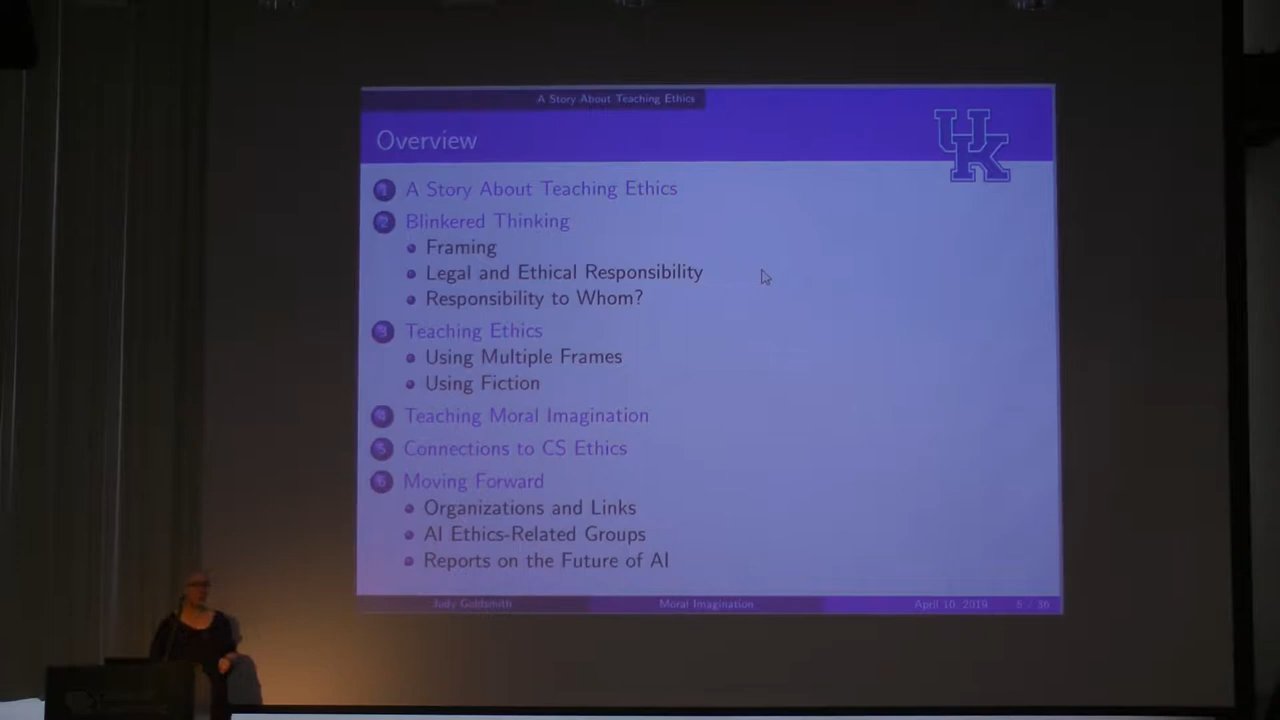 A Story About Teaching Ethics
Overview
UK
1 A Story About Teaching Ethics
2 Blinkered Thinking
Framing
Legal and Ethical Responsibility
Responsibility to Whom?
3 Teaching Ethics
Using Multiple Frames
Using Fiction
4 Teaching Moral Imagination
5 Connections to CS Ethics
6 Moving Forward
Organizations and Links
AI Ethics-Related Groups
Reports on the Future of AI
Judy Goldsmith Moral Imagination April 10, 2019 5 / 36